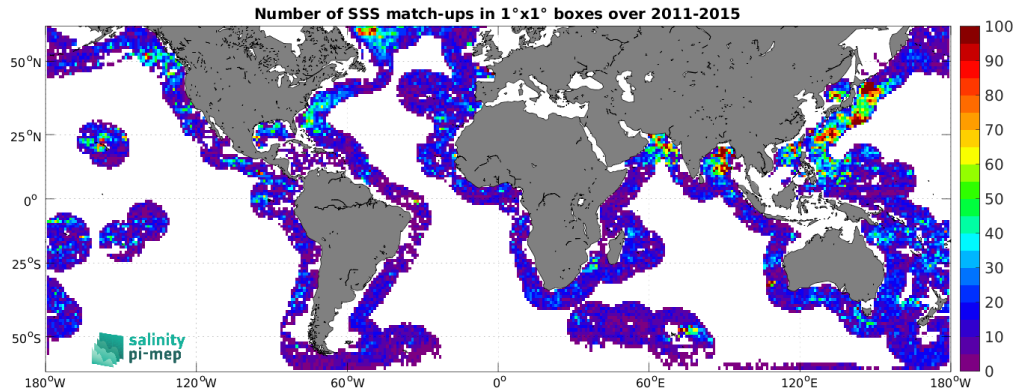 Number of SSS match-ups in 1°x1° boxes over 2011-2015
50°N
25°N
0°
25°S
50°S
180°W
120°W
60°W
0°
60°E
120°E
180°W
100
90
80
70
60
50
40
30
20
10
0
salinity
pi-mep